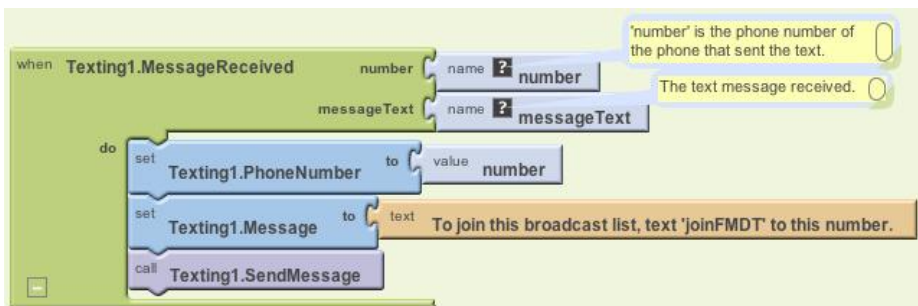 'number' is the phone number of
the phone that sent the text.
when Texting1.MessageReceived number name ? number
The text message received.
messageText name ? messageText
do set Texting1.PhoneNumber to value number
set Texting1.Message to text To join this broadcast list, text 'joinFMDT' to this number.
call Texting1.SendMessage